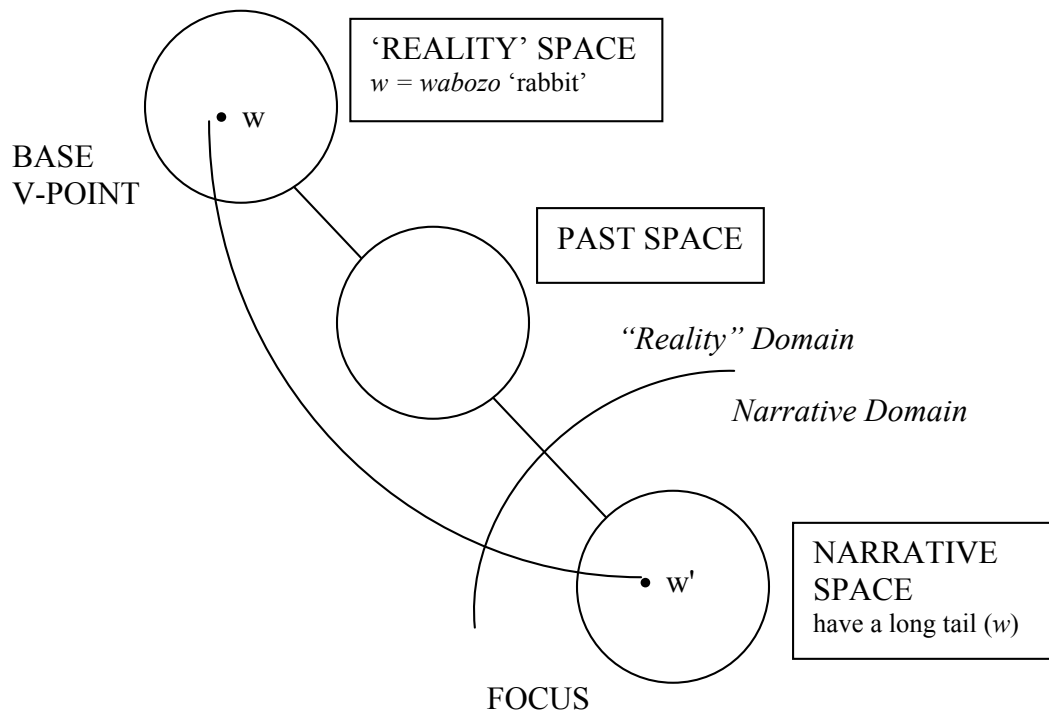 ‘REALITY’ SPACE
w = wabozo ‘rabbit’
w
BASE
V-POINT
PAST SPACE
“Reality” Domain
Narrative Domain
NARRATIVE
SPACE
have a long tail (w)
w'
FOCUS